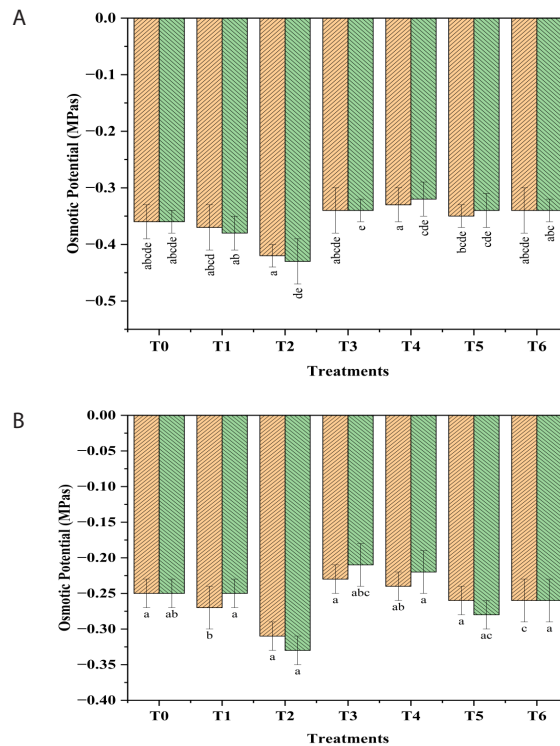 A
Osmotic Potential (MPas)
0.0
−0.1
−0.2
−0.3
−0.4
−0.5
abcde abcde abcd ab a de abcde e a cde bcde cde abcde abc
T0 T1 T2 T3 T4 T5 T6
Treatments
B
Osmotic Potential (MPas)
0.00
−0.05
−0.10
−0.15
−0.20
−0.25
−0.30
−0.35
−0.40
a ab b a a a a abc ab a a ac c a
T0 T1 T2 T3 T4 T5 T6
Treatments